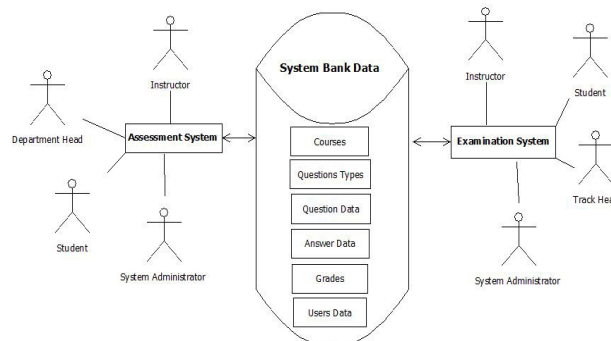 Instructor
Department Head
Assessment System
Student
System Administrator
System Bank Data
Courses
Questions Types
Question Data
Answer Data
Grades
Users Data
Instructor
Student
Examination System
Track Hea
System Administrator